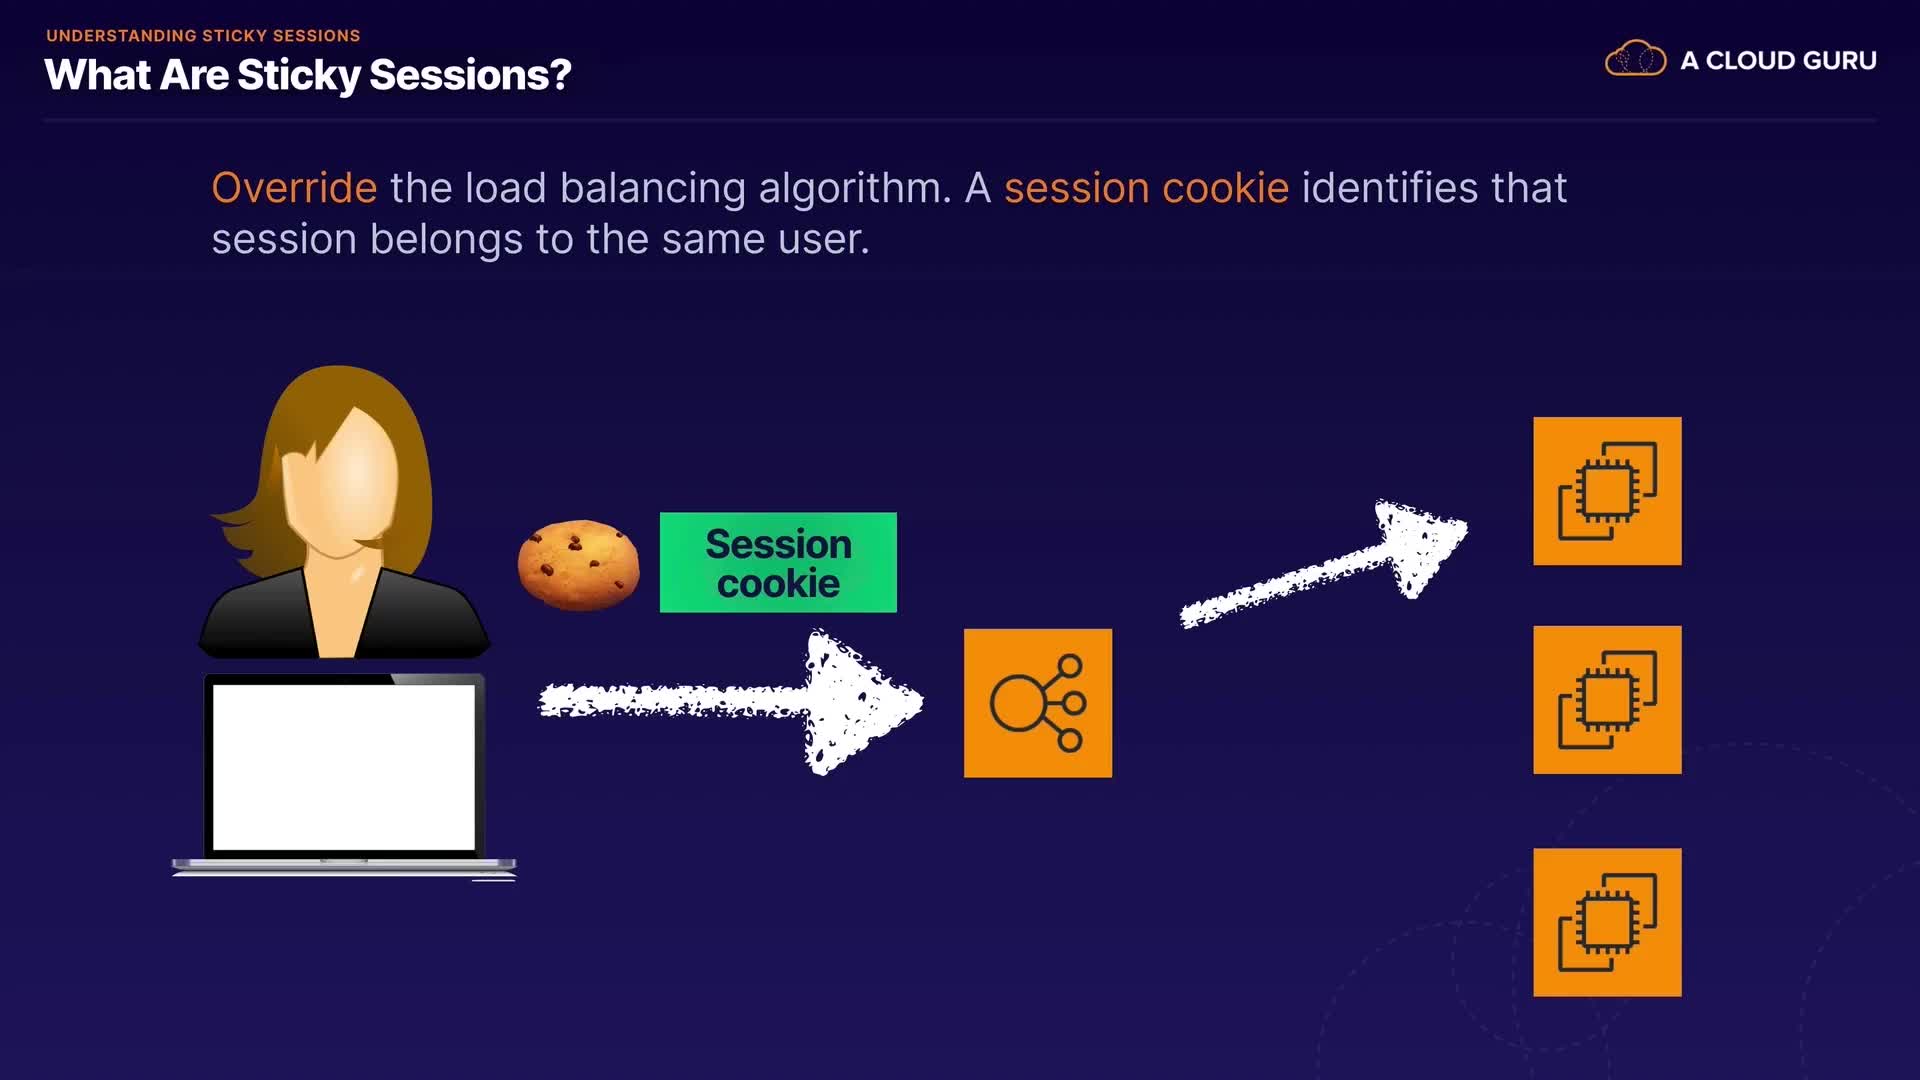 UNDERSTANDING STICKY SESSIONS
What Are Sticky Sessions?
A CLOUD GURU
Override the load balancing algorithm. A session cookie identifies that
session belongs to the same user.
Session
cookie